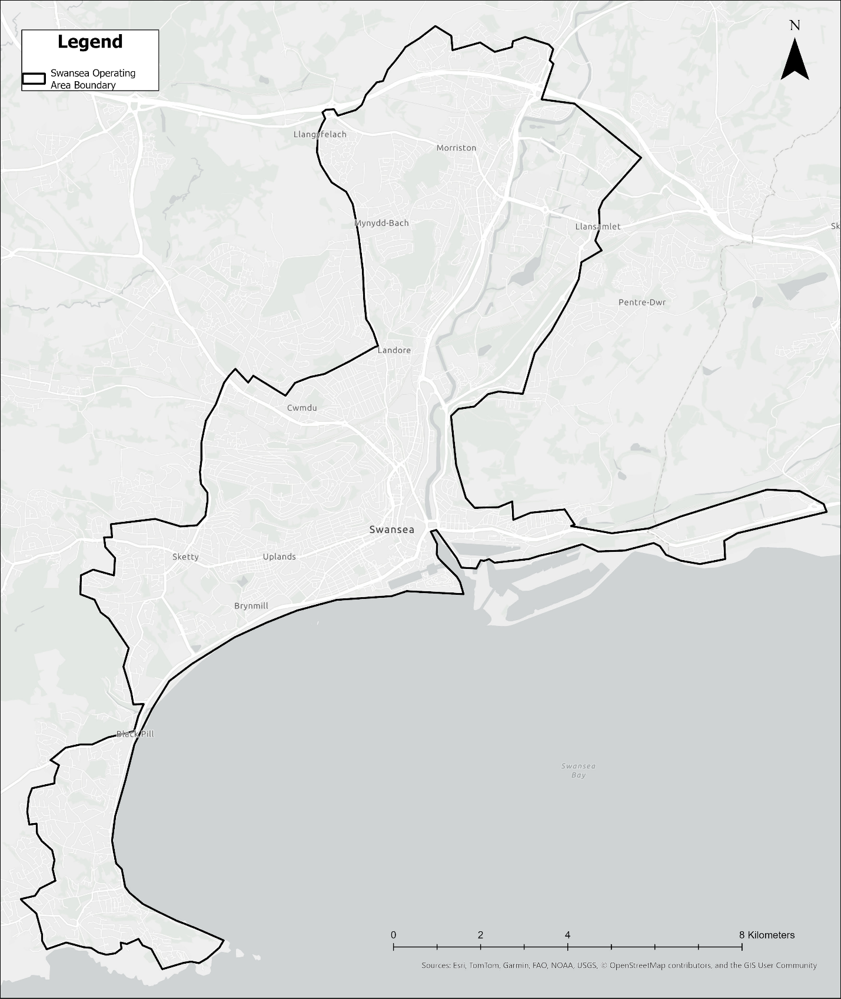 Legend
Swansea Operating
Area Boundary
N
Llangyfelach
Morriston
Mynydd-Bach
Llansamlet
Sk
Pentre-Dwr
Landore
Cwmdu
Swansea
Sketty
Uplands
Brynmill
Black Pill
Swansea
Bay
0 2 4 8 Kilometers
Sources: Esri, TomTom, Garmin, FAO, NOAA, USGS, © OpenStreetMap contributors, and the GIS User Community